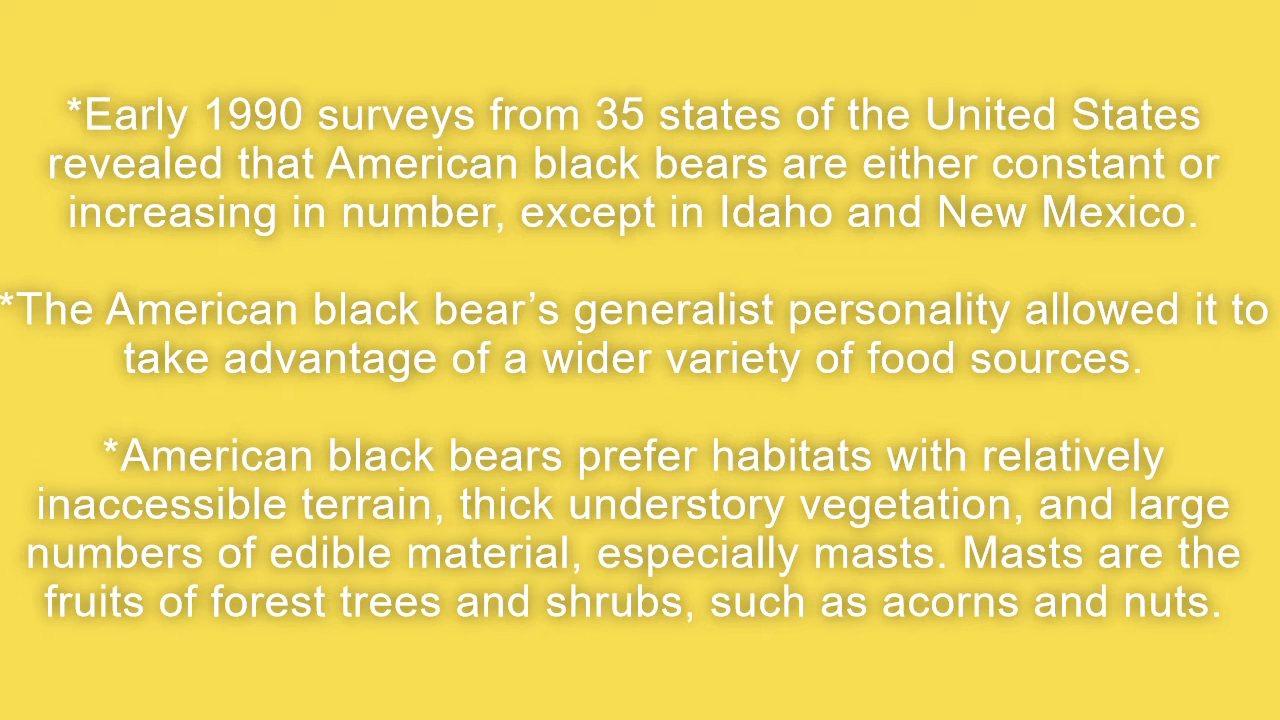 *Early 1990 surveys from 35 states of the United States
revealed that American black bears are either constant or
increasing in number, except in Idaho and New Mexico.
*The American black bear’s generalist personality allowed it to
take advantage of a wider variety of food sources.
*American black bears prefer habitats with relatively
inaccessible terrain, thick understory vegetation, and large
numbers of edible material, especially masts. Masts are the
fruits of forest trees and shrubs, such as acorns and nuts.